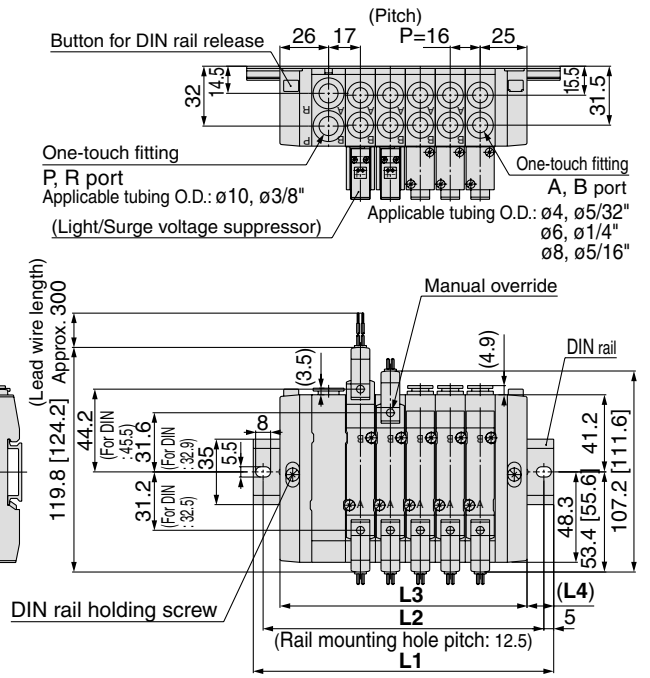 (Pitch)
26 17 P=16 25
Button for DIN rail release
32
14.5
15.5
31.5
R
P
A A A A A
B B B B B
One-touch fitting
P, R port
Applicable tubing O.D.: ø10, ø3/8"
(Light/Surge voltage suppressor)
One-touch fitting
A, B port
Applicable tubing O.D.: ø4, ø5/32"
ø6, ø1/4"
ø8, ø5/16"
(Lead wire length)
Approx. 300
Manual override
DIN rail
(3.5)
(4.9)
119.8 [124.2]
44.2
(For DIN
: 45.5)
31.6
(For DIN
: 32.9)
31.2
(For DIN
: 32.5)
8
35
5.5
B B B B B
A A A A A
41.2
48.3
53.4 [55.6]
107.2 [111.6]
DIN rail holding screw
L3
(L4)
L2
5
(Rail mounting hole pitch: 12.5)
L1